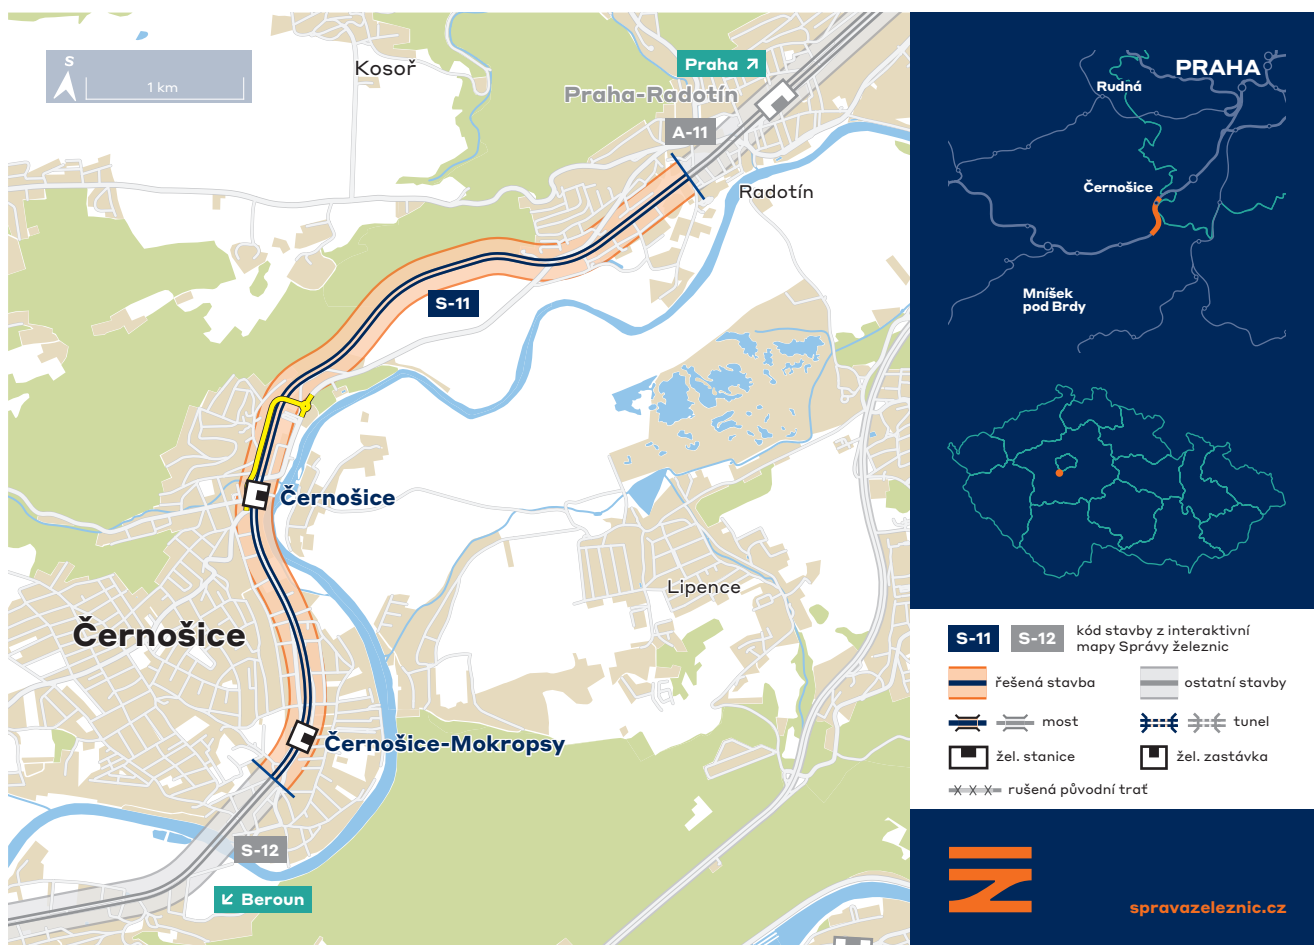 S
1 km
Kosoř
Praha ↗
Praha-Radotín
A-11
Radotín
S-11
Černošice
Lipence
Černošice
Černošice-Mokropsy
S-12
↙ Beroun
PRAHA
Rudná
Černošice
Mníšek
pod Brdy
S-11 S-12 kód stavby z interaktivní
mapy Správy železnic
řešená stavba ostatní stavby
most tunel
žel. stanice žel. zastávka
rušená původní trať
spravazeleznic.cz